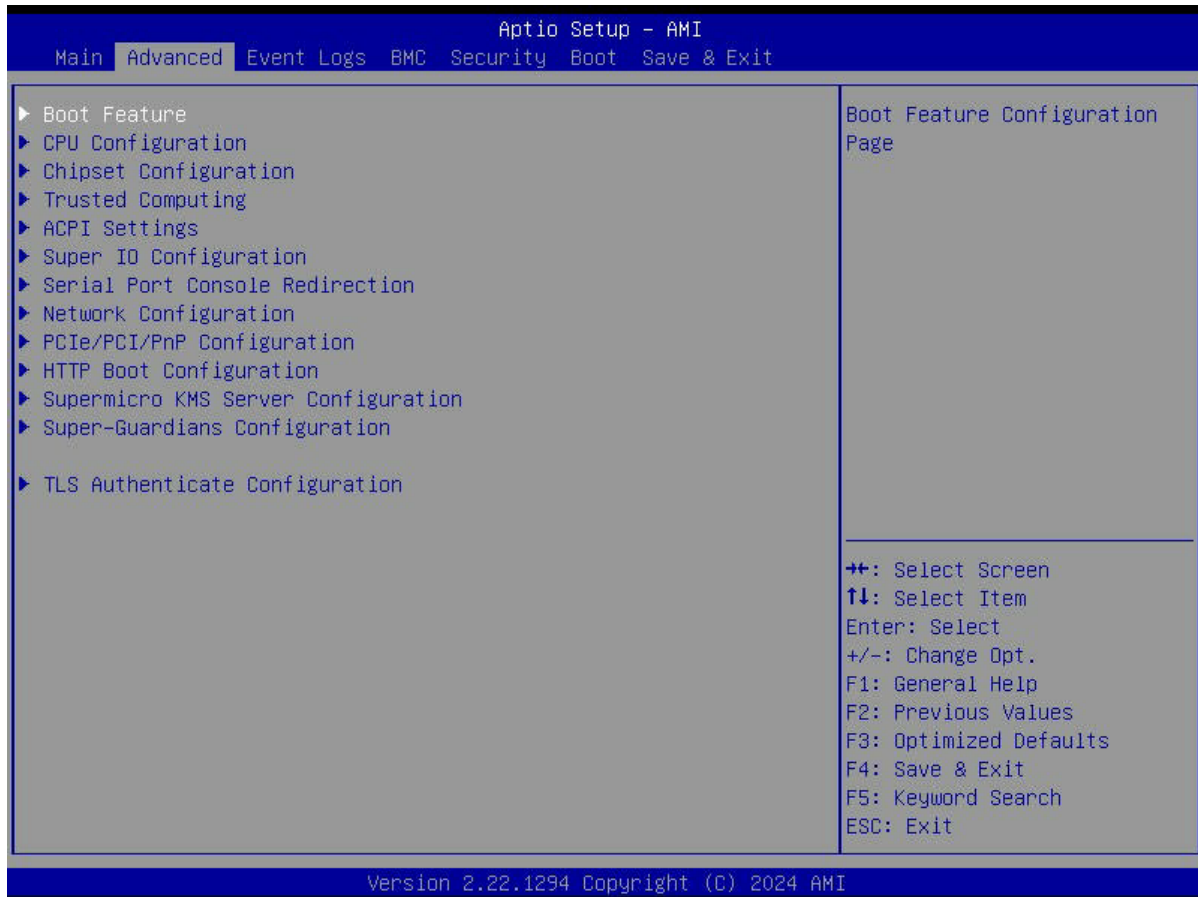 Aptio Setup – AMI
Main Advanced Event Logs BMC Security Boot Save & Exit
▶ Boot Feature
▶ CPU Configuration
▶ Chipset Configuration
▶ Trusted Computing
▶ ACPI Settings
▶ Super IO Configuration
▶ Serial Port Console Redirection
▶ Network Configuration
▶ PCIe/PCI/PnP Configuration
▶ HTTP Boot Configuration
▶ Supermicro KMS Server Configuration
▶ Super-Guardians Configuration
▶ TLS Authenticate Configuration
Boot Feature Configuration
Page
→←: Select Screen
↑↓: Select Item
Enter: Select
+/-: Change Opt.
F1: General Help
F2: Previous Values
F3: Optimized Defaults
F4: Save & Exit
F5: Keyword Search
ESC: Exit
Version 2.22.1294 Copyright (C) 2024 AMI